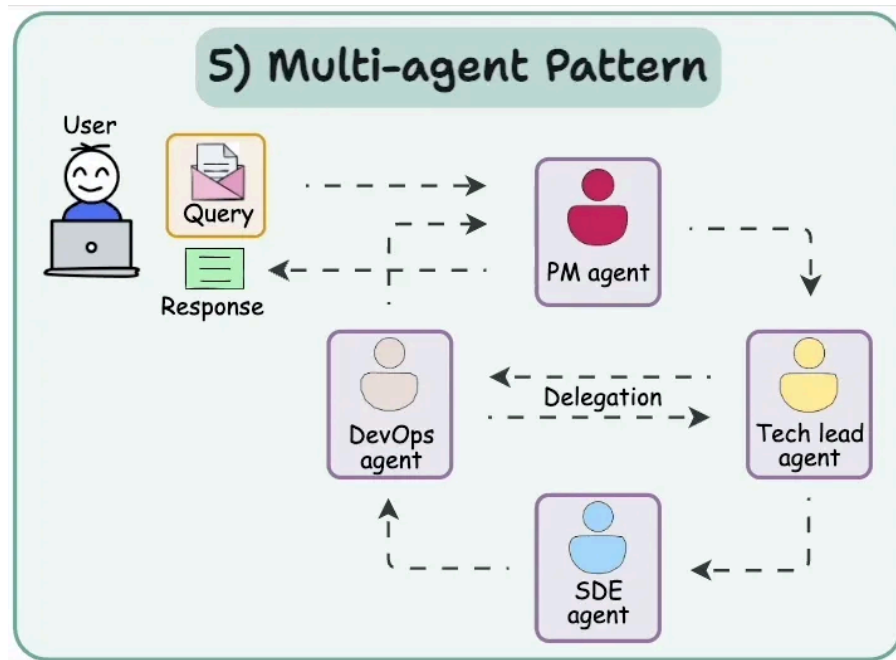 5) Multi-agent Pattern
User
Query
Response
PM agent
DevOps
agent
Delegation
Tech lead
agent
SDE
agent